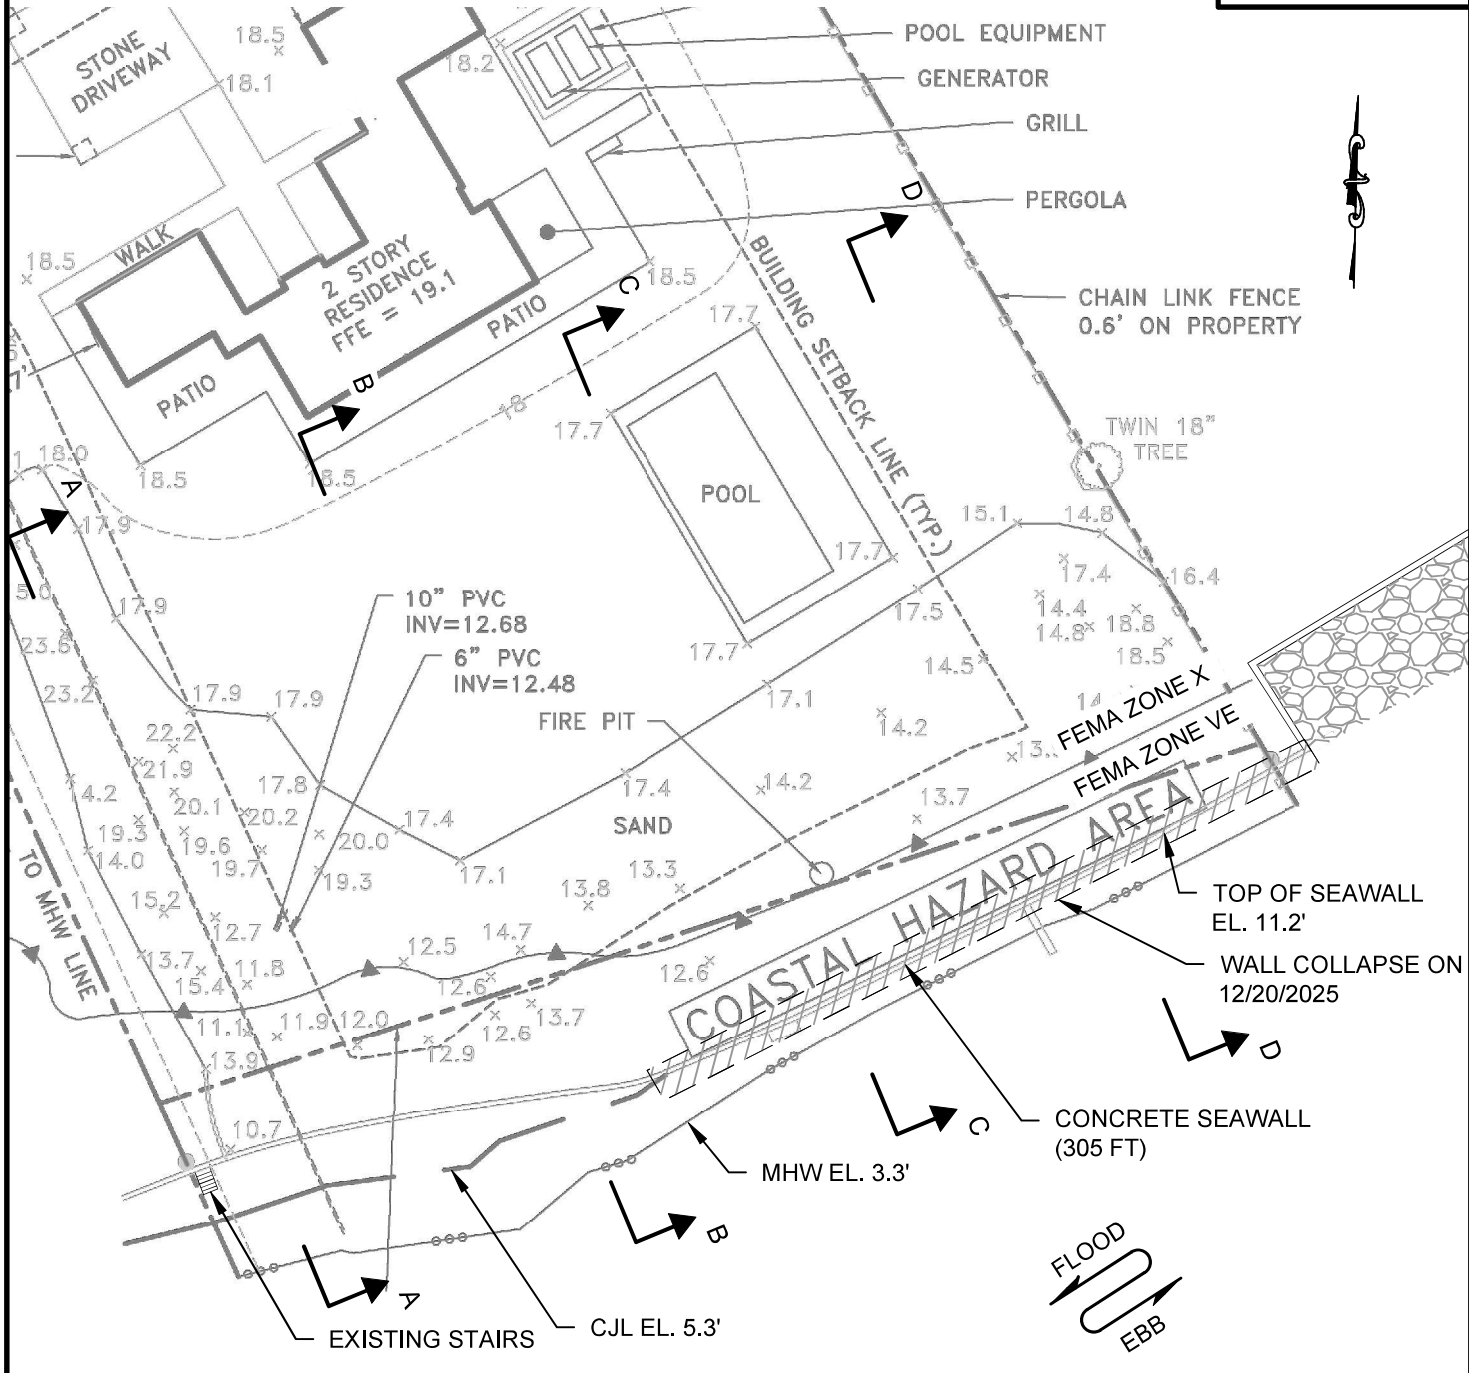 POOL EQUIPMENT
GENERATOR
GRILL
PERGOLA
STONE
DRIVEWAY
18.5
18.1
18.2
WALK
18.5
2 STORY
RESIDENCE
FFE = 19.1
PATIO
PATIO
18.5
C
B
D
A
17.7
17.7
17.7
17.7
POOL
BUILDING SETBACK LINE (TYP.)
CHAIN LINK FENCE
0.6' ON PROPERTY
TWIN 18"
TREE
18
18.0
18.5
18.5
17.9
17.9
15.1
14.8
16.4
17.4
14.4
14.8
18.8
18.5
17.5
14.5
10" PVC
INV=12.68
6" PVC
INV=12.48
FIRE PIT
23.6
23.2
17.9
17.9
17.1
14.2
22.2
21.9
20.1
20.2
17.8
17.4
17.4
14.2
14.2
13.7
19.3
19.6
19.7
20.0
19.3
17.1
14.0
SAND
FEMA ZONE X
FEMA ZONE VE
TO MHW LINE
15.2
12.7
13.7
15.4
11.8
12.5
14.7
13.8
13.3
12.6
12.6
12.6
13.7
11.1
11.9
12.0
12.9
13.9
10.7
COASTAL HAZARD AREA
TOP OF SEAWALL
EL. 11.2'
WALL COLLAPSE ON
12/20/2025
CONCRETE SEAWALL
(305 FT)
MHW EL. 3.3'
CJL EL. 5.3'
EXISTING STAIRS
A
B
C
D
FLOOD
EBB